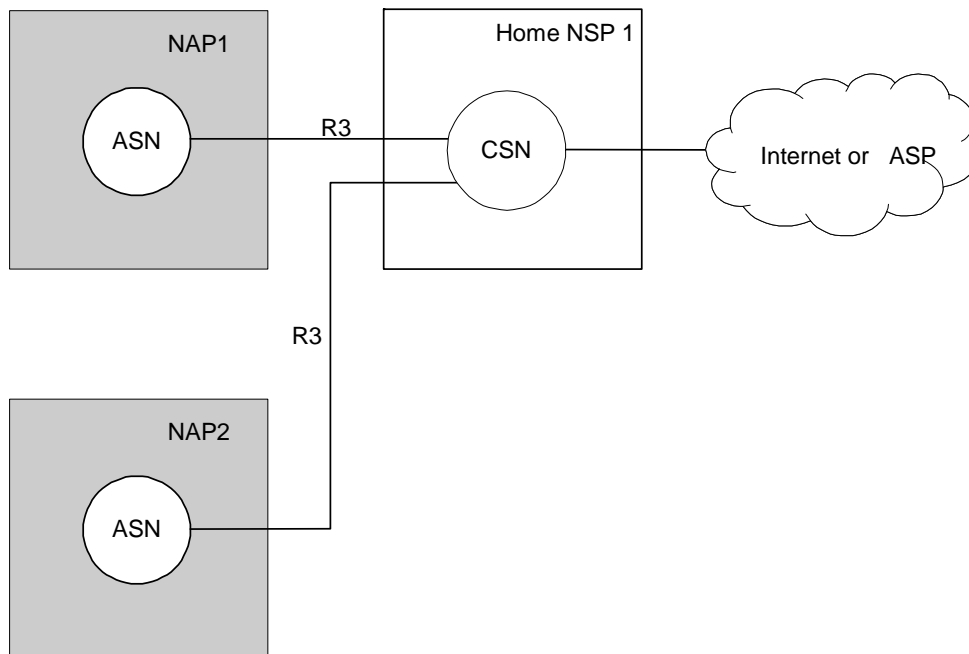 NAP1
ASN
R3
Home NSP 1
CSN
Internet or ASP
R3
NAP2
ASN